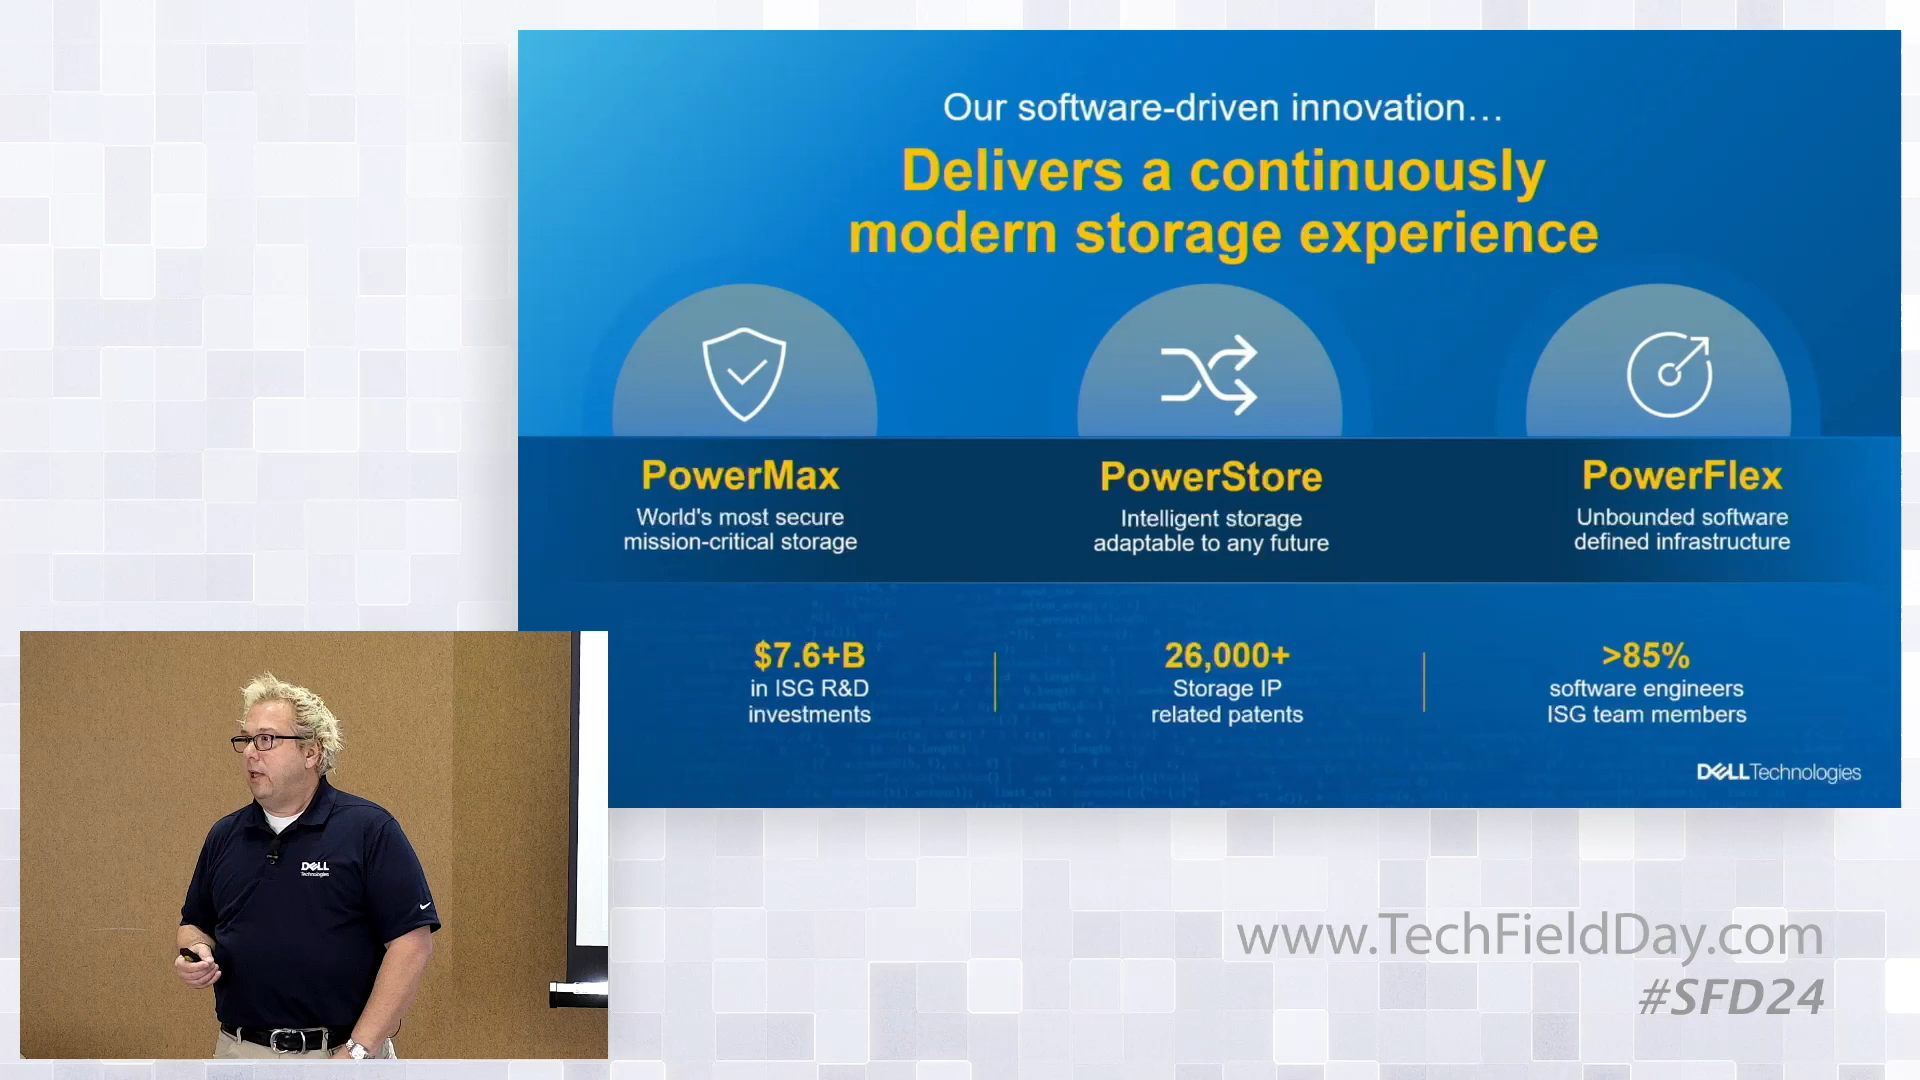 Our software-driven innovation…
Delivers a continuously
modern storage experience
PowerMax
World's most secure
mission-critical storage
PowerStore
Intelligent storage
adaptable to any future
PowerFlex
Unbounded software
defined infrastructure
$7.6+B
in ISG R&D
investments
26,000+
Storage IP
related patents
>85%
software engineers
ISG team members
DELLTechnologies
DELL
Technologies
www.TechFieldDay.com
#SFD24